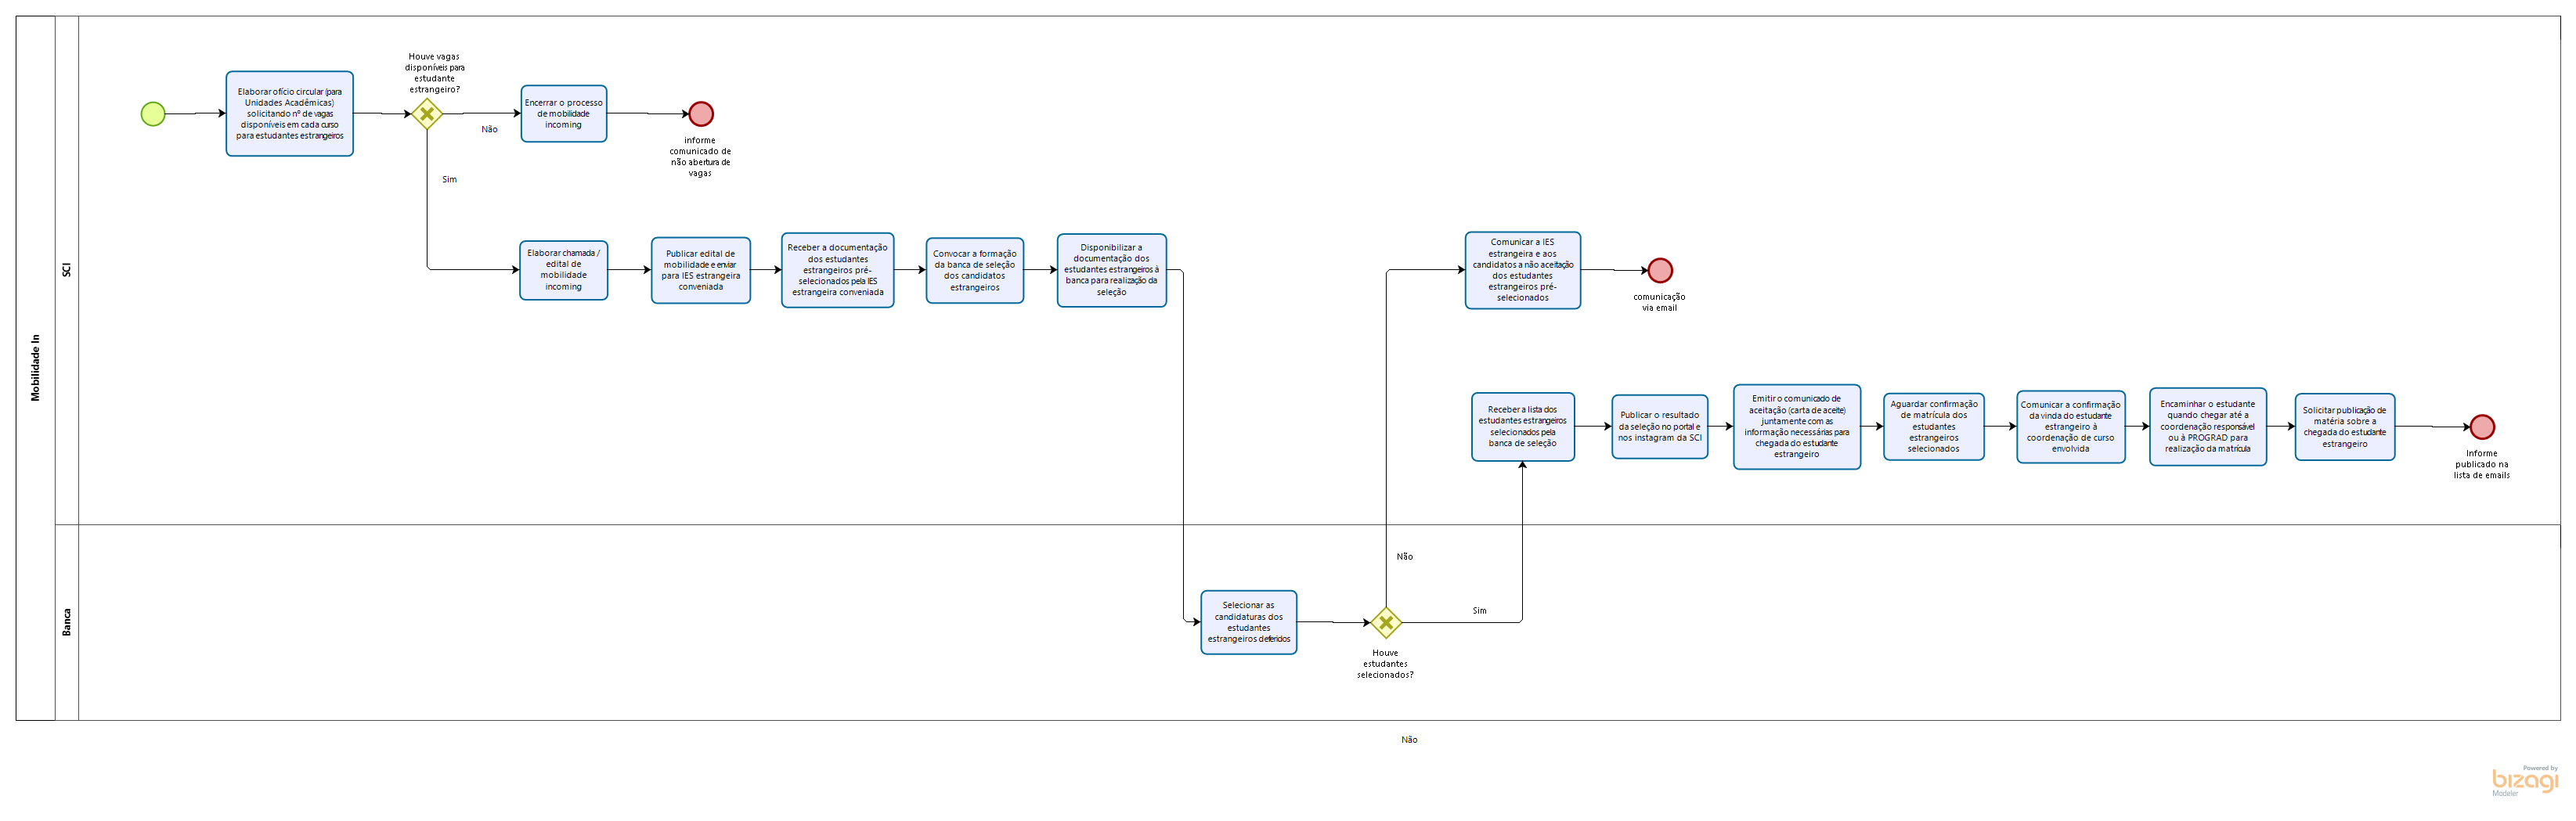 Mobilidade In
SCI
Elaborar ofício circular (para
Unidades Acadêmicas)
solicitando nº de vagas
disponíveis em cada curso
para estudantes estrangeiros
Houve vagas
disponíveis para
estudante
estrangeiro?
Não
Sim
Encerrar o processo
de mobilidade
incoming
informe
comunicado de
não abertura de
vagas
Elaborar chamada /
edital de
mobilidade
incoming
Publicar edital de
mobilidade e enviar
para IES estrangeira
conveniada
Receber a documentação
dos estudantes
estrangeiros pré-
selecionados pela IES
estrangeira conveniada
Convocar a formação
da banca de seleção
dos candidatos
estrangeiros
Disponibilizar a
documentação dos
estudantes estrangeiros à
banca para realização da
seleção
Comunicar a IES
estrangeira e aos
candidatos a não aceitação
dos estudantes
estrangeiros pré-
selecionados
comunicação
via email
Receber a lista dos
estudantes estrangeiros
selecionados pela
banca de seleção
Publicar o resultado
da seleção no portal e
nos instagram da SCI
Emitir o comunicado de
aceitação (carta de aceite)
juntamente com as
informação necessárias para
chegada do estudante
estrangeiro
Aguardar confirmação
de matrícula dos
estudantes
estrangeiros
selecionados
Comunicar a confirmação
da vinda do estudante
estrangeiro à
coordenação de curso
envolvida
Encaminhar o estudante
quando chegar até a
coordenação responsável
ou à PROGRAD para
realização da matrícula
Solicitar publicação de
matéria sobre a
chegada do estudante
estrangeiro
Informe
publicado na
lista de emails
Banca
Selecionar as
candidaturas dos
estudantes
estrangeiros deferidos
Houve
estudantes
selecionados?
Não
Sim
Não
Powered by
bizagi
Modeler